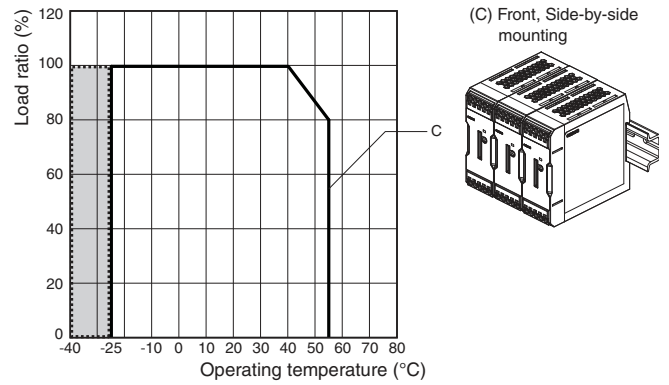 120
100
80
60
40
20
0
Load ratio (%)
-40 -25 -10 0 10 20 30 40 50 60 70 80
Operating temperature (°C)
C
(C) Front, Side-by-side
mounting